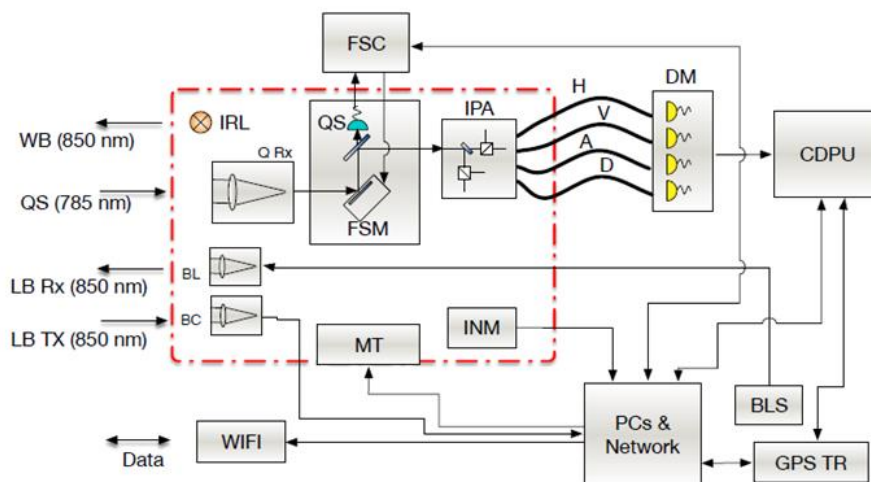 FSC
WB (850 nm)
IRL
QS (785 nm)
Q Rx
QS
FSM
IPA
H
V
A
D
DM
CDPU
LB Rx (850 nm)
BL
LB TX (850 nm)
BC
MT
INM
Data
WIFI
PCs &
Network
BLS
GPS TR